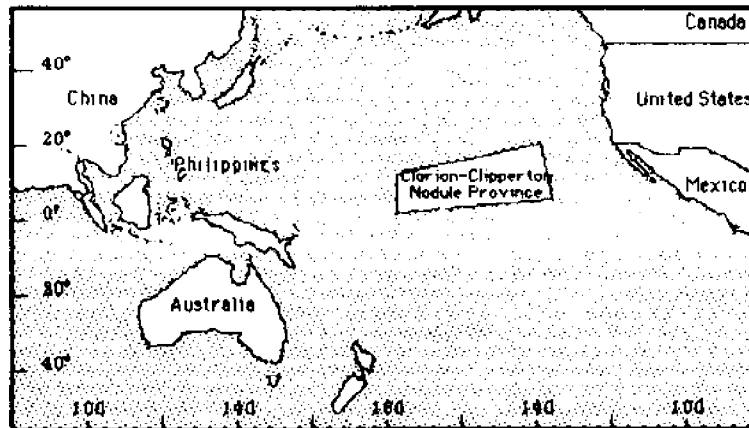 Canada
40°
China
United States
20°
Philippines
Clarion-Clipperton
Nodule Province
Mexico
0°
20°
Australia
40°
100
140
180
140
100